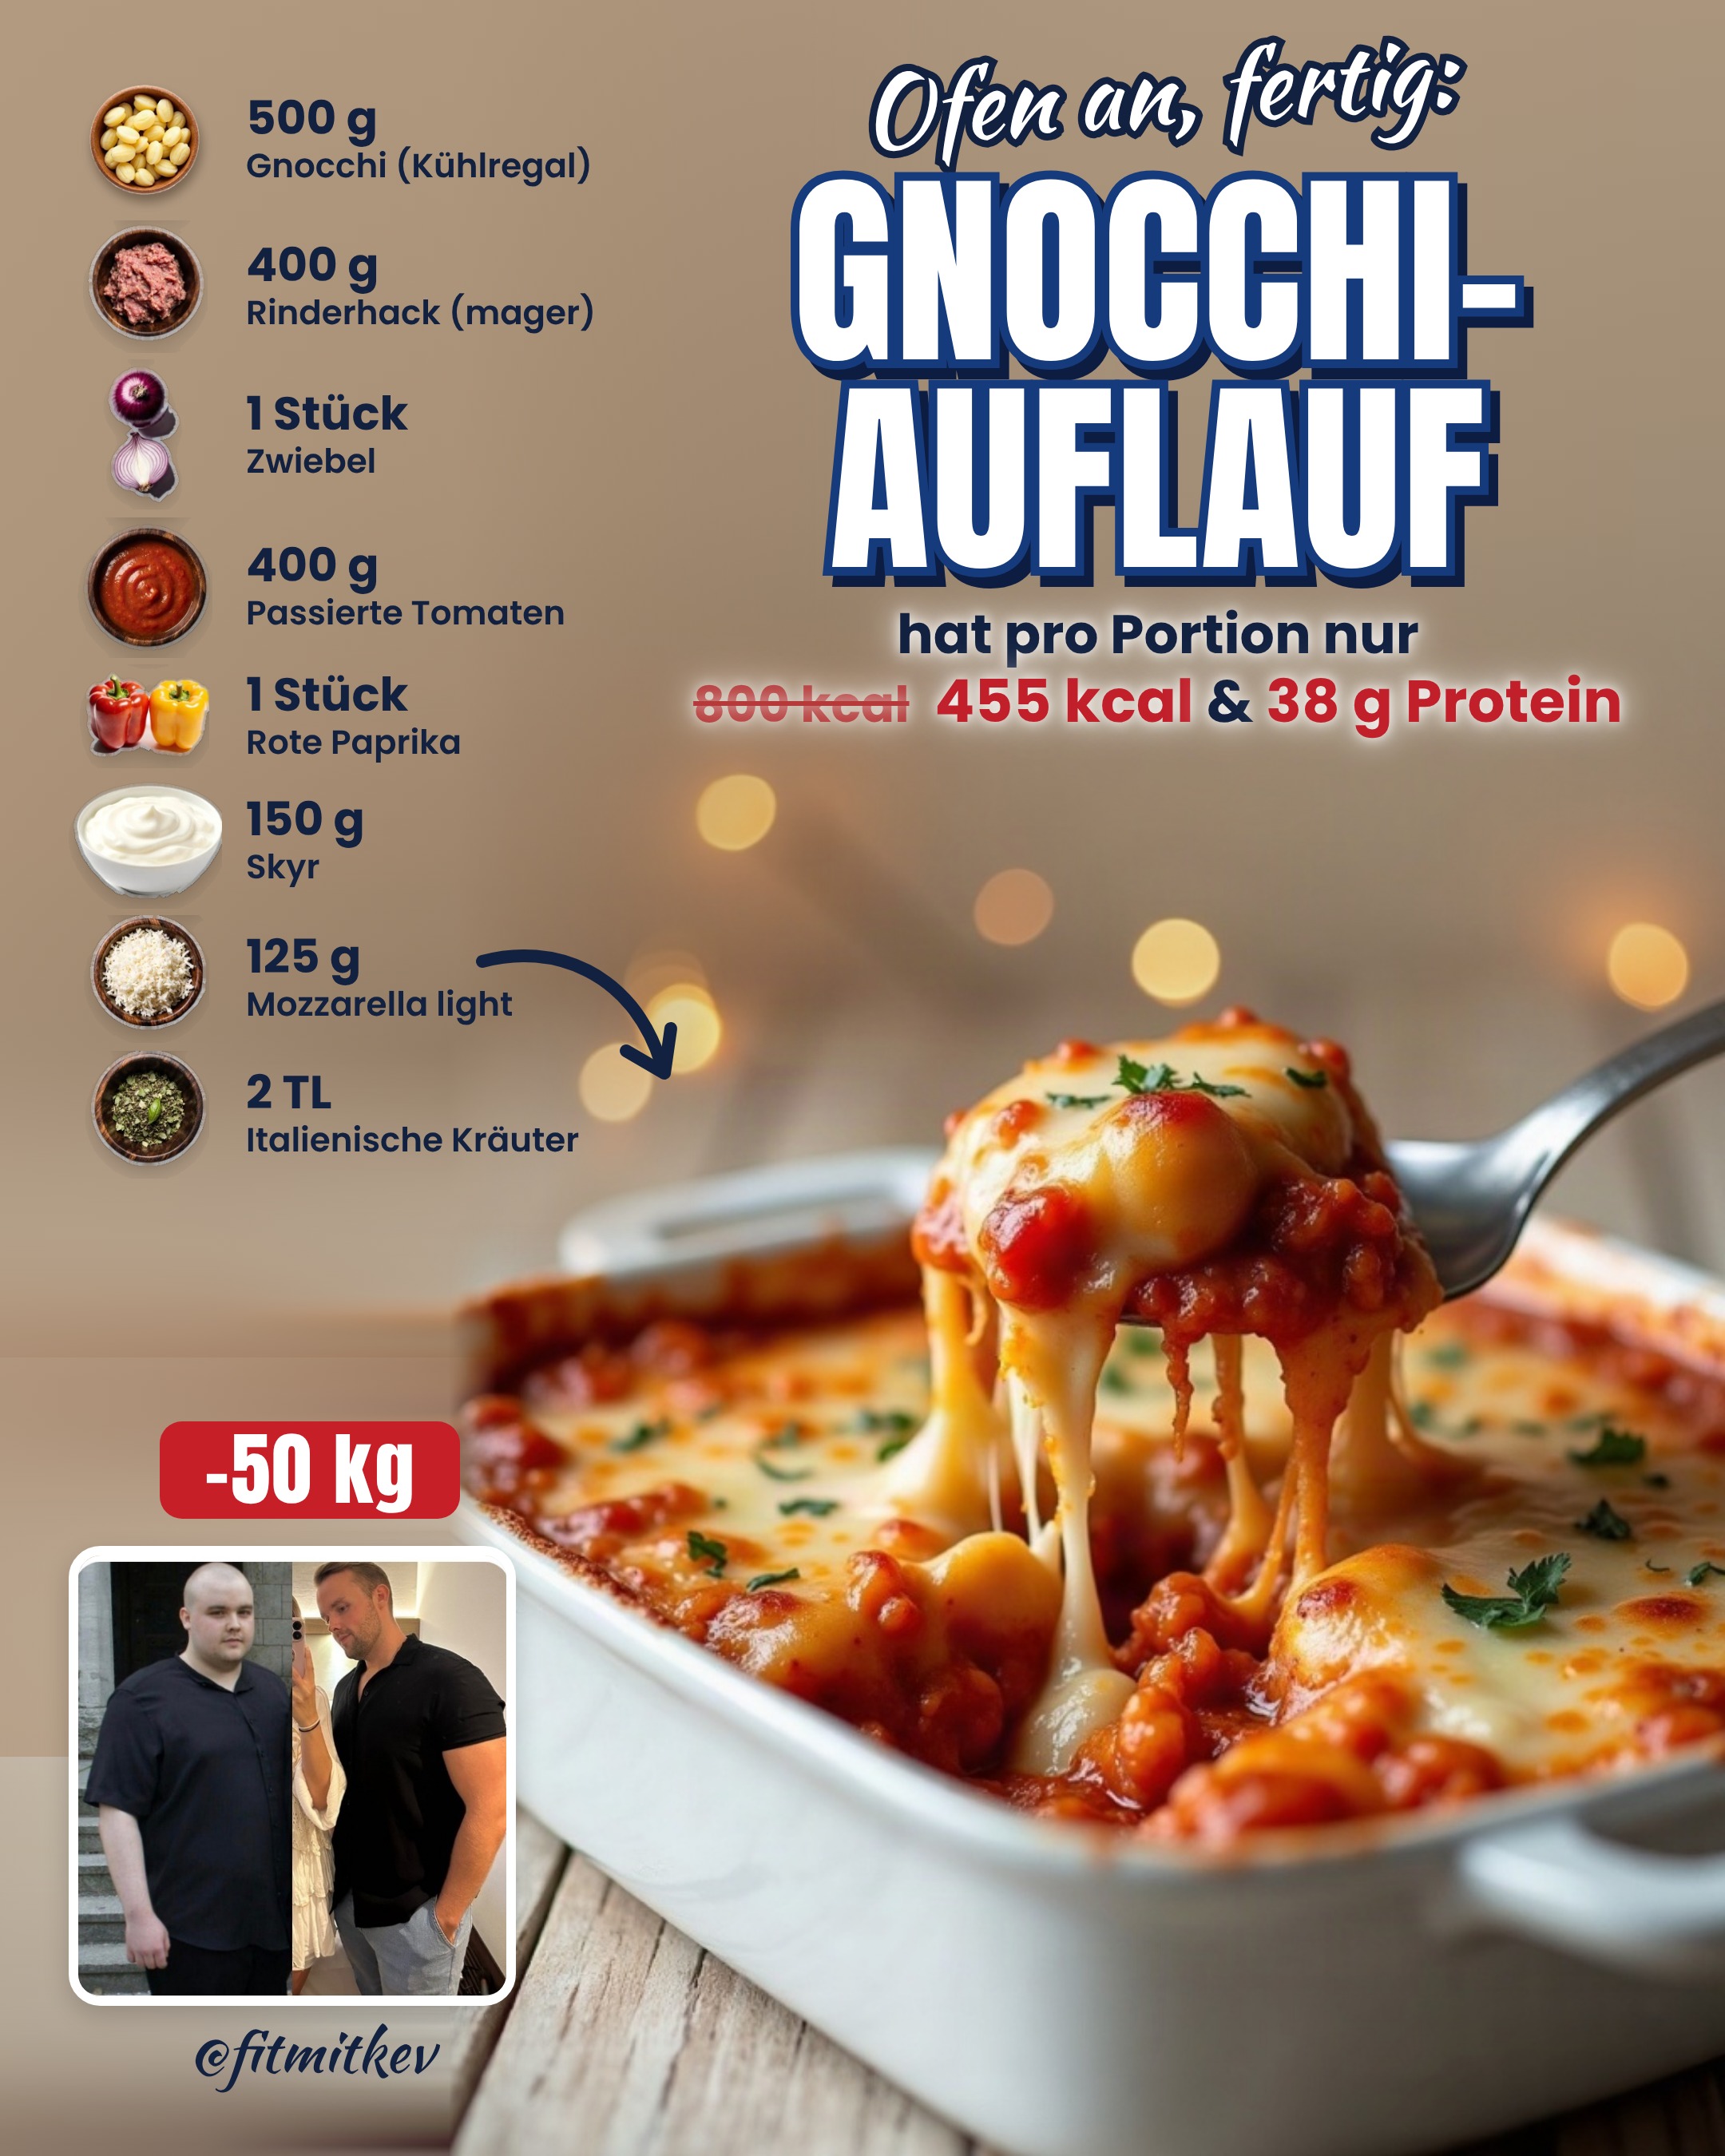 Ofen an, fertig:
GNOCCHI-
AUFLAUF
hat pro Portion nur
800 kcal 455 kcal & 38 g Protein
500 g
Gnocchi (Kühlregal)
400 g
Rinderhack (mager)
1 Stück
Zwiebel
400 g
Passierte Tomaten
1 Stück
Rote Paprika
150 g
Skyr
125 g
Mozzarella light
2 TL
Italienische Kräuter
-50 kg
@fitmitkev